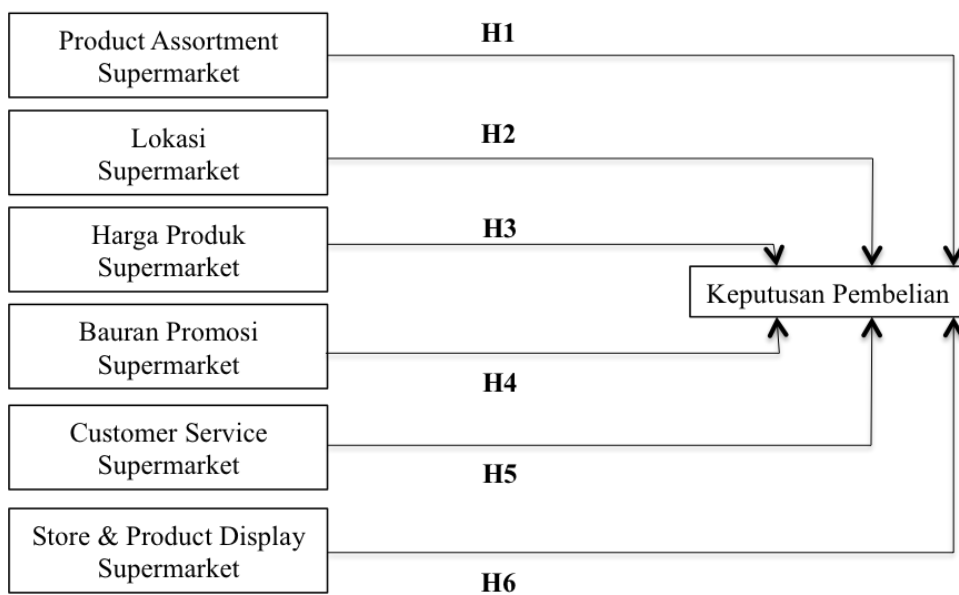 Product Assortment
Supermarket
H1
Lokasi
Supermarket
H2
Harga Produk
Supermarket
H3
Keputusan Pembelian
Bauran Promosi
Supermarket
H4
Customer Service
Supermarket
H5
Store & Product Display
Supermarket
H6